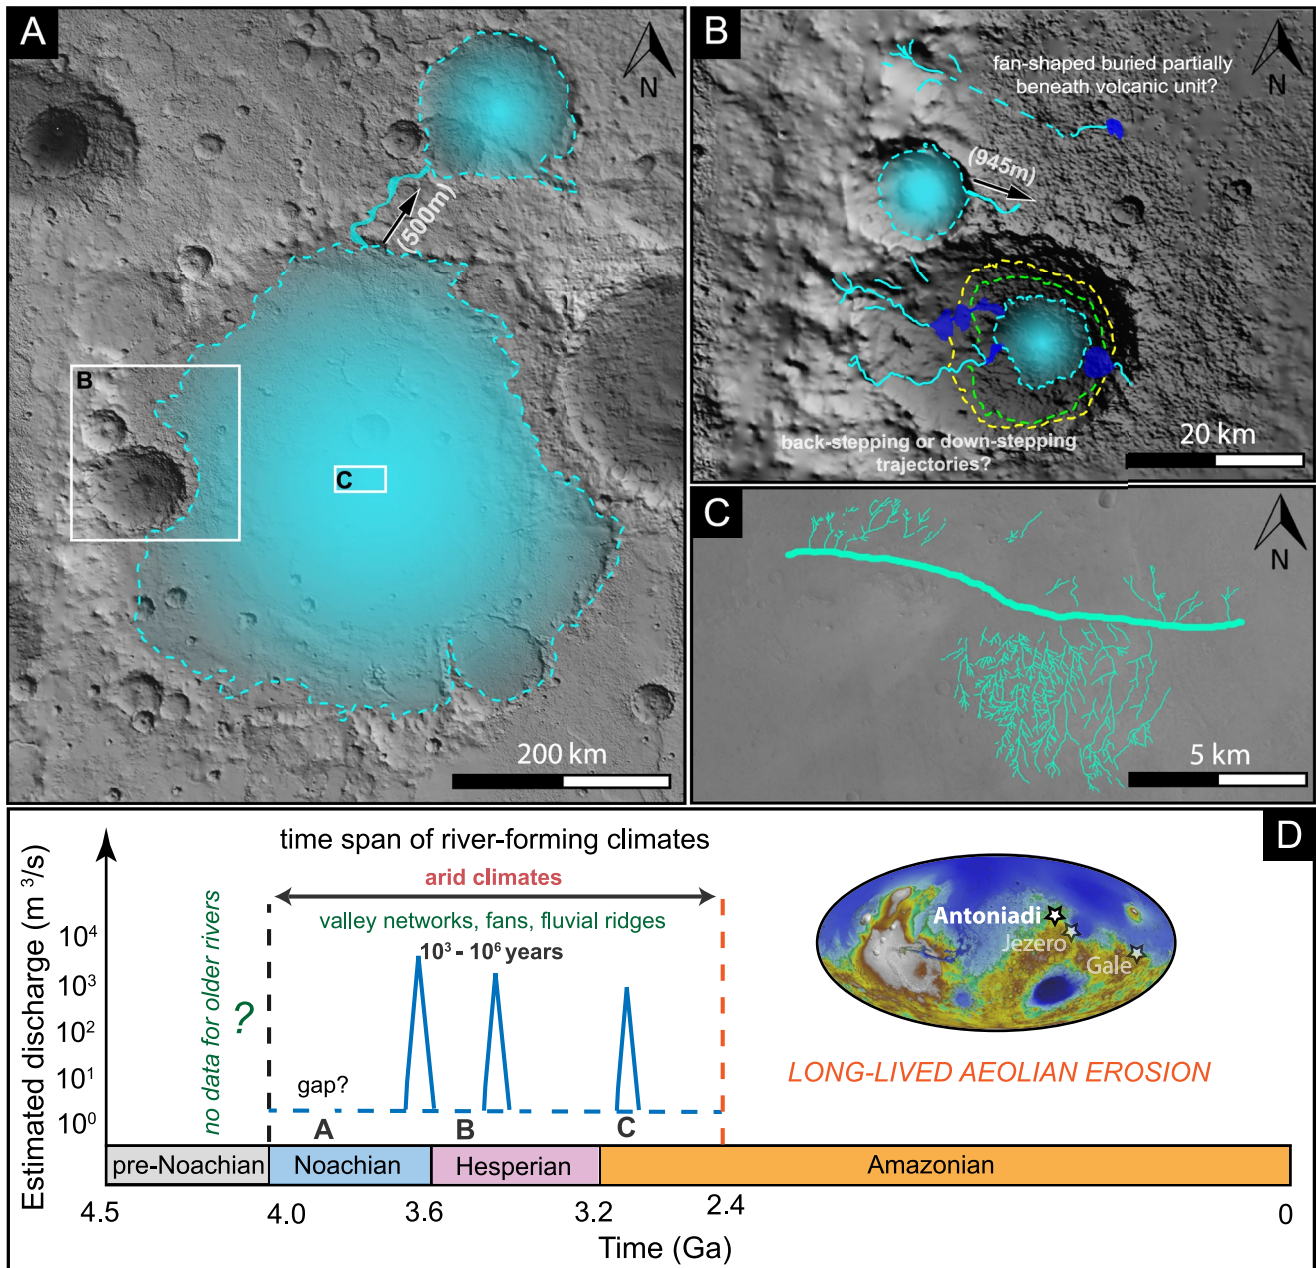 A
N
(500m)
B
C
200 km
B
N
fan-shaped buried partially
beneath volcanic unit?
(945m)
back-stepping or down-stepping
trajectories?
20 km
C
N
5 km
D
time span of river-forming climates
arid climates
valley networks, fans, fluvial ridges
10³ - 10⁶ years
no data for older rivers
?
gap?
A
B
C
Estimated discharge (m ³/s)
10⁴
10³
10²
10¹
10⁰
Antoniadi
Jezero
Gale
LONG-LIVED AEOLIAN EROSION
pre-Noachian
Noachian
Hesperian
Amazonian
4.5
4.0
3.6
3.2
2.4
0
Time (Ga)